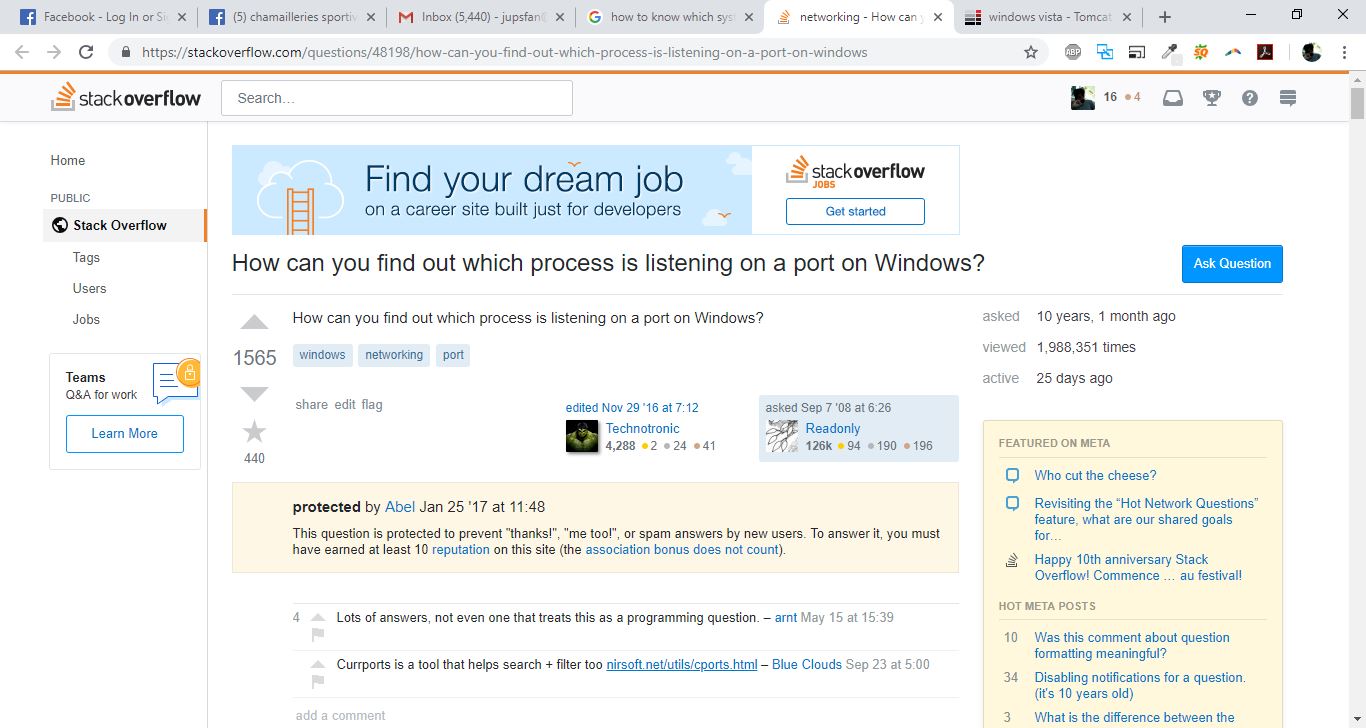 Facebook - Log In or Si
(5) chamailleries sportiv
Inbox (5,440) - jupsfan
how to know which sys
networking - How can y
windows vista - Tomcat
https://stackoverflow.com/questions/48198/how-can-you-find-out-which-process-is-listening-on-a-port-on-windows
ABP
stackoverflow
Search...
16 ● 4
Home
PUBLIC
Stack Overflow
Tags
Users
Jobs
Teams
Q&A for work
Learn More
Find your dream job
on a career site built just for developers
stackoverflow
JOBS
Get started
How can you find out which process is listening on a port on Windows?
Ask Question
1565
440
How can you find out which process is listening on a port on Windows?
windows networking port
share edit flag
edited Nov 29 '16 at 7:12
Technotronic
4,288 ● 2 ● 24 ● 41
asked Sep 7 '08 at 6:26
Readonly
126k ● 94 ● 190 ● 196
protected by Abel Jan 25 '17 at 11:48
This question is protected to prevent "thanks!", "me too!", or spam answers by new users. To answer it, you must
have earned at least 10 reputation on this site (the association bonus does not count).
4 Lots of answers, not even one that treats this as a programming question. – arnt May 15 at 15:39
Currports is a tool that helps search + filter too nirsoft.net/utils/cports.html – Blue Clouds Sep 23 at 5:00
add a comment
asked 10 years, 1 month ago
viewed 1,988,351 times
active 25 days ago
FEATURED ON META
Who cut the cheese?
Revisiting the “Hot Network Questions”
feature, what are our shared goals
for...
Happy 10th anniversary Stack
Overflow! Commence … au festival!
HOT META POSTS
10 Was this comment about question
formatting meaningful?
34 Disabling notifications for a question.
(it's 10 years old)
3 What is the difference between the